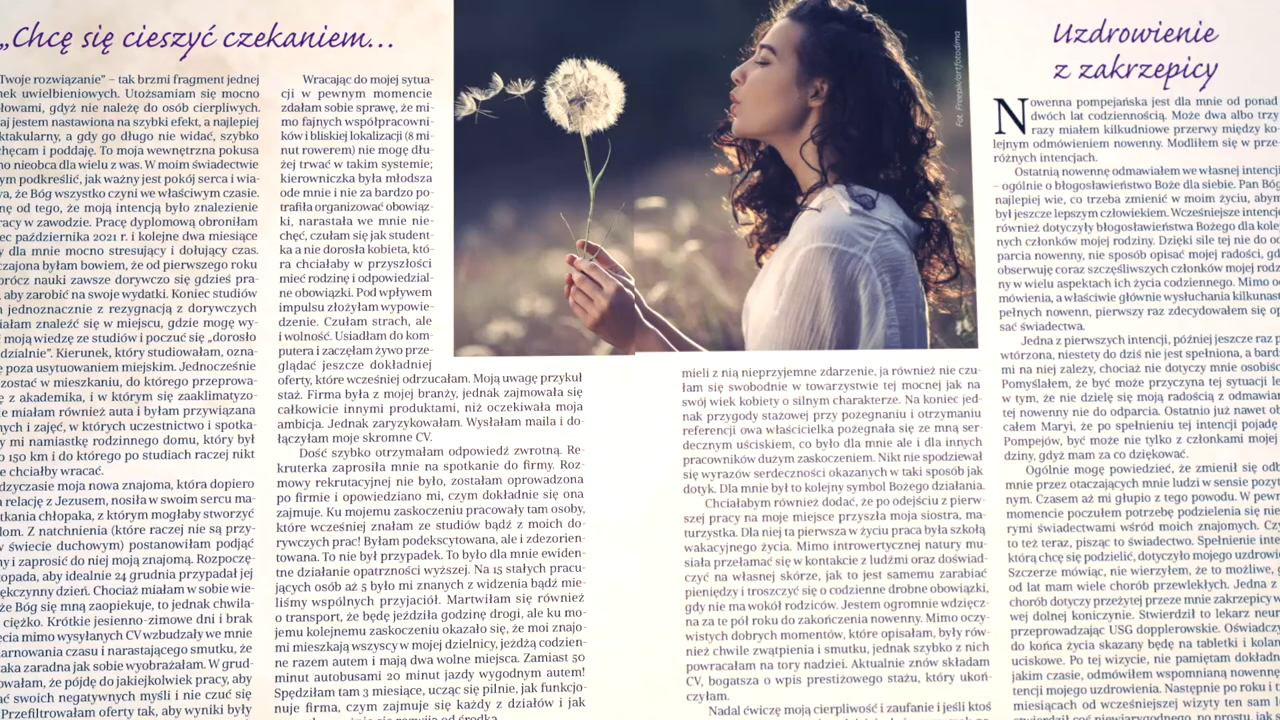 „Chcę się cieszyć czekaniem...
Twoje rozwiązanie” – tak brzmi fragment jednej
nek uwielbieniowych. Utożsamiam się mocno
łowami, gdyż nie należę do osób cierpliwych.
aj jestem nastawiona na szybki efekt, a najlepiej
ktakularny, a gdy go długo nie widać, szybko
chęcam i poddaję. To moja wewnętrzna pokusa
no nieobca dla wielu z was. W moim świadectwie
ym podkreślić, jak ważny jest pokój serca i wia-
a, że Bóg wszystko czyni we właściwym czasie.
nę od tego, że moją intencją było znalezienie
racy w zawodzie. Pracę dyplomową obroniłam
ec października 2021 r. i kolejne dwa miesiące
y dla mnie mocno stresujący i dołujący czas.
czajona byłam bowiem, że od pierwszego roku
prócz nauki zawsze dorywczo się gdzieś pra-
, aby zarobić na swoje wydatki. Koniec studiów
jednoznacznie z rezygnacją z dorywczych
iałam znaleźć się w miejscu, gdzie mogę wy-
moją wiedzę ze studiów i poczuć się „dorosło
dzialnie”. Kierunek, który studiowałam, ozna-
poza usytuowaniem miejskim. Jednocześnie
zostać w mieszkaniu, do którego przeprowa-
ę z akademika, i w którym się zaaklimatyzo-
e miałam również auta i byłam przywiązana
nych i zajęć, w których uczestnictwo i spotka-
y mi namiastkę rodzinnego domu, który był
o 150 km i do którego po studiach raczej nikt
e chciałby wracać.
dzyczasie moja nowa znajoma, która dopiero
relację z Jezusem, nosiła w swoim sercu ma-
tkania chłopaka, z którym mogłaby stworzyć
dom. Z natchnienia (które raczej nie są przy-
w świecie duchowym) postanowiłam podjąć
y i zaprosić do niej moją znajomą. Rozpoczę-
topada, aby idealnie 24 grudnia przypadał jej
ękczynny dzień. Chociaż miałam w sobie wie-
że Bóg się mną zaopiekuje, to jednak chwila-
ciężko. Krótkie jesienno-zimowe dni i brak
ęcia mimo wysyłanych CV wzbudzały we mnie
arnowania czasu i narastającego smutku, że
aka zaradna jak sobie wyobrażałam. W grud-
owałam, że pójdę do jakiejkolwiek pracy, aby
ać swoich negatywnych myśli i nie czuć się
Przefiltrowałam oferty tak, aby wyniki były
Wracając do mojej sytua-
cji w pewnym momencie
zdałam sobie sprawę, że mi-
mo fajnych współpracowni-
ków i bliskiej lokalizacji (8 mi-
nut rowerem) nie mogę dłu-
żej trwać w takim systemie;
kierowniczka była młodsza
ode mnie i nie za bardzo po-
trafiła organizować obowiąz-
ki, narastała we mnie nie-
chęć, czułam się jak student-
ka a nie dorosła kobieta, któ-
ra chciałaby w przyszłości
mieć rodzinę i odpowiedzial-
ne obowiązki. Pod wpływem
impulsu złożyłam wypowie-
dzenie. Czułam strach, ale
i wolność. Usiadłam do kom-
putera i zaczęłam żywo prze-
glądać jeszcze dokładniej
oferty, które wcześniej odrzucałam. Moją uwagę przykuł
staż. Firma była z mojej branży, jednak zajmowała się
całkowicie innymi produktami, niż oczekiwała moja
ambicja. Jednak zaryzykowałam. Wysłałam maila i do-
łączyłam moje skromne CV.
Dość szybko otrzymałam odpowiedź zwrotną. Re-
kruterka zaprosiła mnie na spotkanie do firmy. Roz-
mowy rekrutacyjnej nie było, zostałam oprowadzona
po firmie i opowiedziano mi, czym dokładnie się ona
zajmuje. Ku mojemu zaskoczeniu pracowały tam osoby,
które wcześniej znałam ze studiów bądź z moich do-
rywczych prac! Byłam podekscytowana, ale i zdezorien-
towana. To nie był przypadek. To było dla mnie ewiden-
tne działanie opatrzności wyższej. Na 15 stałych pracu-
jących osób aż 5 było mi znanych z widzenia bądź mie-
liśmy wspólnych przyjaciół. Martwiłam się również
o transport, że będę jeździła godzinę drogi, ale ku mo-
jemu kolejnemu zaskoczeniu okazało się, że moi znajo-
mi mieszkają wszyscy w mojej dzielnicy, jeżdżą codzien-
ne razem autem i mają dwa wolne miejsca. Zamiast 50
minut autobusami 20 minut jazdy wygodnym autem!
Spędziłam tam 3 miesiące, ucząc się pilnie, jak funkcjo-
nuje firma, czym zajmuje się każdy z działów i jak
Fot. Freepik/artfotodima
mieli z nią nieprzyjemne zdarzenie, ja również nie czu-
łam się swobodnie w towarzystwie tej mocnej jak na
swój wiek kobiety o silnym charakterze. Na koniec jed-
nak przygody stażowej przy pożegnaniu i otrzymaniu
referencji owa właścicielka pożegnała się ze mną ser-
decznym uściskiem, co było dla mnie ale i dla innych
pracowników dużym zaskoczeniem. Nikt nie spodziewał
się wyrazów serdeczności okazanych w taki sposób jak
dotyk. Dla mnie był to kolejny symbol Bożego działania.
Chciałabym również dodać, że po odejściu z pierw-
szej pracy na moje miejsce przyszła moja siostra, ma-
turzystka. Dla niej ta pierwsza w życiu praca była szkołą
wakacyjnego życia. Mimo introwertycznej natury mu-
siała przełamać się w kontakcie z ludźmi oraz doświad-
czyć na własnej skórze, jak to jest samemu zarabiać
pieniędzy i troszczyć się o codzienne drobne obowiązki,
gdy nie ma wokół rodziców. Jestem ogromnie wdzięcz-
na za te pół roku do zakończenia nowenny. Mimo oczy-
wistych dobrych momentów, które opisałam, były rów-
nież chwile zwątpienia i smutku, jednak szybko z nich
powracałam na tory nadziei. Aktualnie znów składam
CV, bogatsza o wpis prestiżowego stażu, który ukoń-
czyłam.
Nadal ćwiczę moją cierpliwość i zaufanie i jeśli ktoś
Uzdrowienie
z zakrzepicy
Nowenna pompejańska jest dla mnie od ponad
dwóch lat codziennością. Może dwa albo trzy
razy miałem kilkudniowe przerwy między ko-
lejnym odmówieniem nowenny. Modliłem się w prze-
różnych intencjach.
Ostatnią nowennę odmawiałem we własnej intencji
– ogólnie o błogosławieństwo Boże dla siebie. Pan Bóg
najlepiej wie, co trzeba zmienić w moim życiu, abym
był jeszcze lepszym człowiekiem. Wcześniejsze intencje
również dotyczyły błogosławieństwa Bożego dla kolej
nych członków mojej rodziny. Dzięki sile tej nie do od
parcia nowenny, nie sposób opisać mojej radości, gd
obserwuję coraz szczęśliwszych członków mojej rodz
ny w wielu aspektach ich życia codziennego. Mimo od
mówienia, a właściwie głównie wysłuchania kilkunast
pełnych nowenn, pierwszy raz zdecydowałem się op
sać świadectwa.
Jedna z pierwszych intencji, później jeszcze raz p
wtórzona, niestety do dziś nie jest spełniona, a bard
mi na niej zależy, chociaż nie dotyczy mnie osobiś
Pomyślałem, że być może przyczyna tej sytuacji le
w tym, że nie dzielę się moją radością z odmawian
tej nowenny nie do odparcia. Ostatnio już nawet ob
całem Maryi, że po spełnieniu tej intencji pojadę
Pompejów, być może nie tylko z członkami mojej
dziny, gdyż mam za co dziękować.
Ogólnie mogę powiedzieć, że zmienił się odb
mnie przez otaczających mnie ludzi w sensie pozyt
nym. Czasem aż mi głupio z tego powodu. W pewn
momencie poczułem potrzebę podzielenia się nie
rymi świadectwami wśród moich znajomych. Czy
to też teraz, pisząc to świadectwo. Spełnienie inte
którą chcę się podzielić, dotyczyło mojego uzdrowi
Szczerze mówiąc, nie wierzyłem, że to możliwe, g
od lat mam wiele chorób przewlekłych. Jedna z
chorób dotyczy przeżytej przeze mnie zakrzepicy w
wej dolnej kończynie. Stwierdził to lekarz neur
przeprowadzając USG dopplerowskie. Oświadczy
do końca życia skazany będę na tabletki i kolan
uciskowe. Po tej wizycie, nie pamiętam dokładn
jakim czasie, odmówiłem wspomnianą nowennę
tencji mojego uzdrowienia. Następnie po roku i t
miesiącach od wcześniejszej wizyty ten sam l